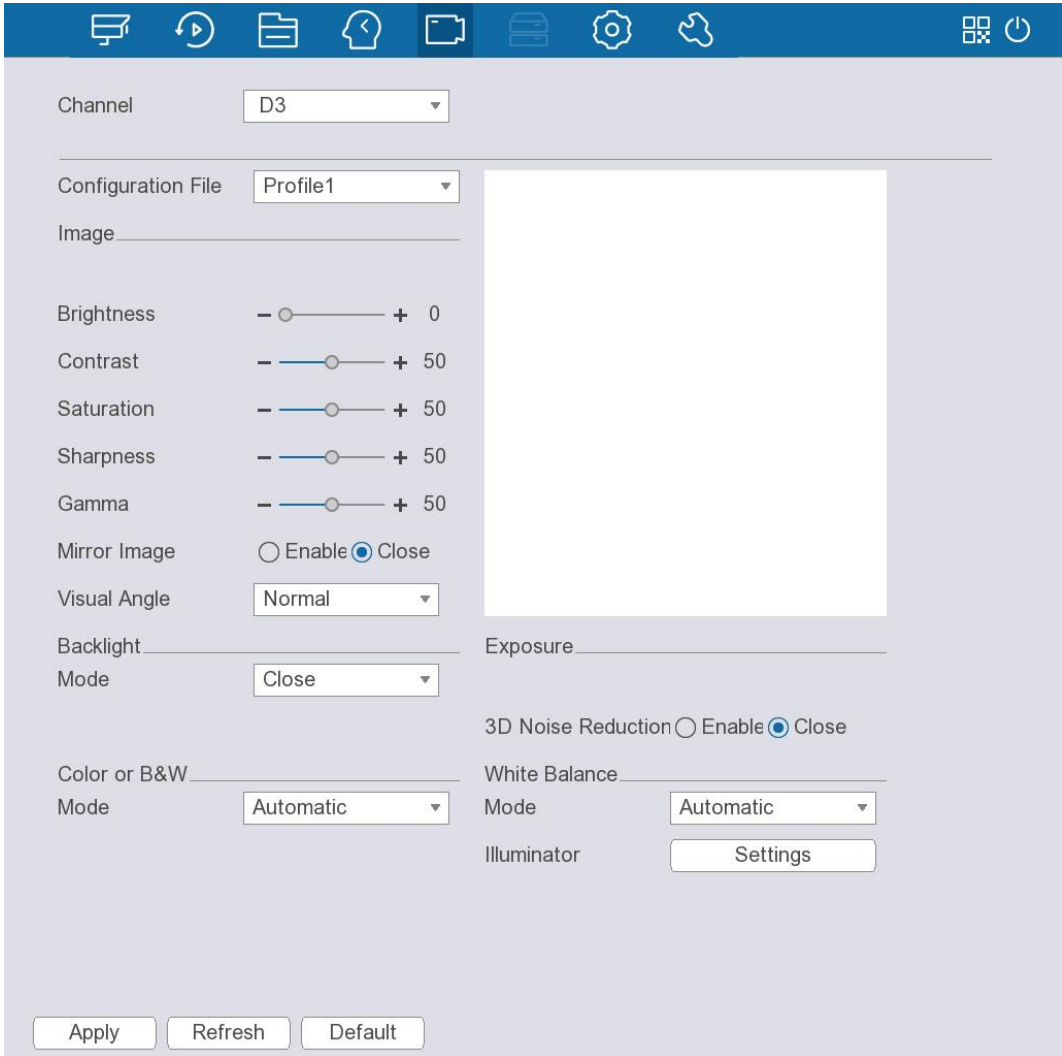 Channel D3
Configuration File Profile1
Image
Brightness 0
Contrast 50
Saturation 50
Sharpness 50
Gamma 50
Mirror Image Enable Close
Visual Angle Normal
Backlight
Mode Close
Exposure
3D Noise Reduction Enable Close
Color or B&W
Mode Automatic
White Balance
Mode Automatic
Illuminator Settings
Apply Refresh Default